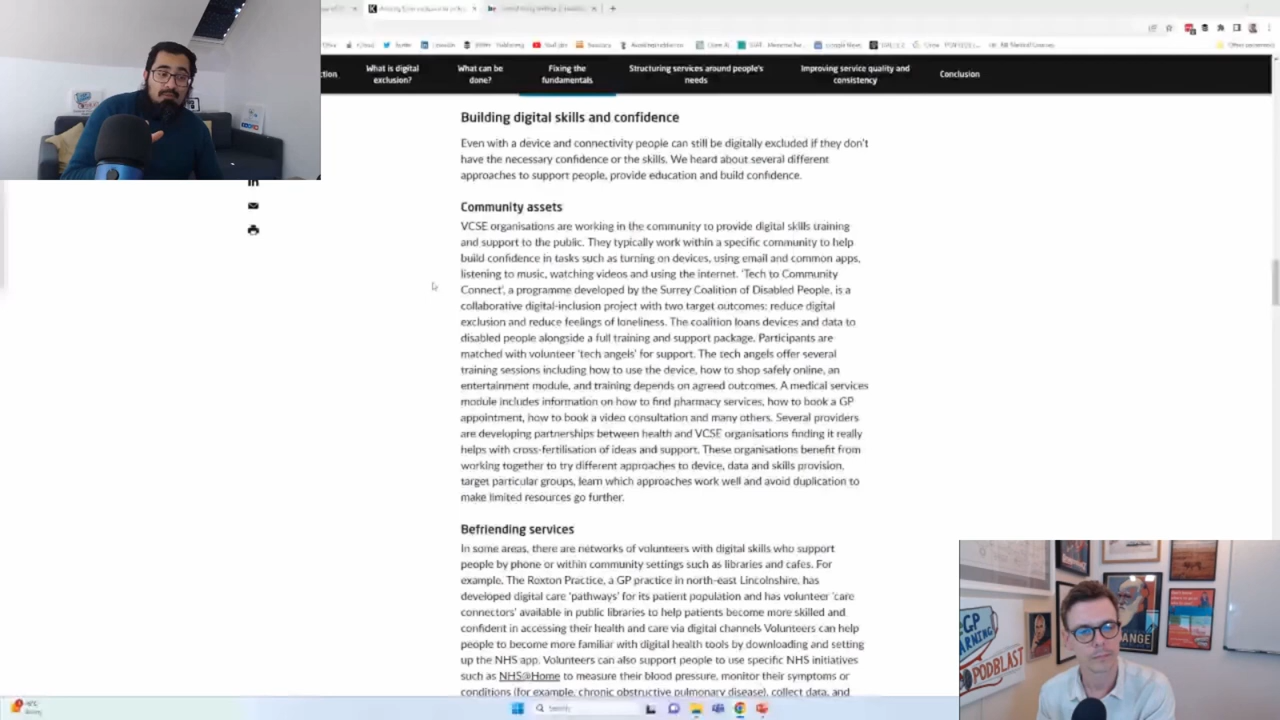 What is digital
exclusion?
What can be
done?
Fixing the
fundamentals
Structuring services around people's
needs
Improving service quality and
consistency
Conclusion
Building digital skills and confidence
Even with a device and connectivity people can still be digitally excluded if they don't
have the necessary confidence or the skills. We heard about several different
approaches to support people, provide education and build confidence.
Community assets
VCSE organisations are working in the community to provide digital skills training
and support to the public. They typically work within a specific community to help
build confidence in tasks such as turning on devices, using email and common apps,
listening to music, watching videos and using the internet. 'Tech to Community
Connect', a programme developed by the Surrey Coalition of Disabled People, is a
collaborative digital-inclusion project with two target outcomes: reduce digital
exclusion and reduce feelings of loneliness. The coalition loans devices and data to
disabled people alongside a full training and support package. Participants are
matched with volunteer 'tech angels' for support. The tech angels offer several
training sessions including how to use the device, how to shop safely online, an
entertainment module, and training depends on agreed outcomes. A medical services
module includes information on how to find pharmacy services, how to book a GP
appointment, how to book a video consultation and many others. Several providers
are developing partnerships between health and VCSE organisations finding it really
helps with cross-fertilisation of ideas and support. These organisations benefit from
working together to try different approaches to device, data and skills provision,
target particular groups, learn which approaches work well and avoid duplication to
make limited resources go further.
Befriending services
In some areas, there are networks of volunteers with digital skills who support
people by phone or within community settings such as libraries and cafes. For
example, The Roxton Practice, a GP practice in north-east Lincolnshire, has
developed digital care 'pathways' for its patient population and has volunteer 'care
connectors' available in public libraries to help patients become more skilled and
confident in accessing their health and care via digital channels Volunteers can help
people to become more familiar with digital health tools by downloading and setting
up the NHS app. Volunteers can also support people to use specific NHS initiatives
such as NHS@Home to measure their blood pressure, monitor their symptoms or
conditions (for example, chronic obstructive pulmonary disease), collect data, and
GP
LEARNING
PODBLAST